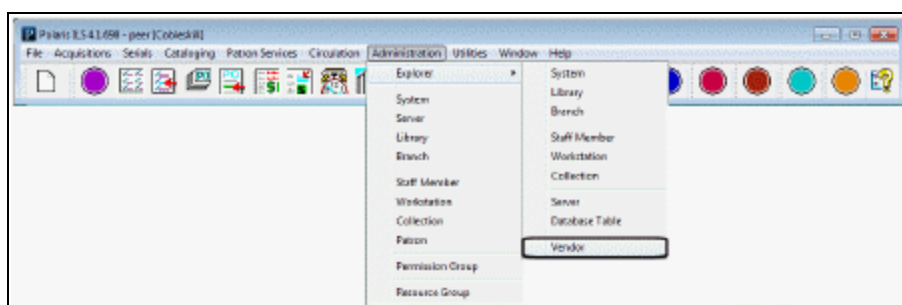 Polaris ILS 4.1.698 - peer [Cobleskill]
File Acquisitions Serials Cataloging Patron Services Circulation Administration Utilities Window Help
Explorer
System
Server
Library
Branch
Staff Member
Workstation
Collection
Patron
Permission Group
Resource Group
System
Library
Branch
Staff Member
Workstation
Collection
Server
Database Table
Vendor